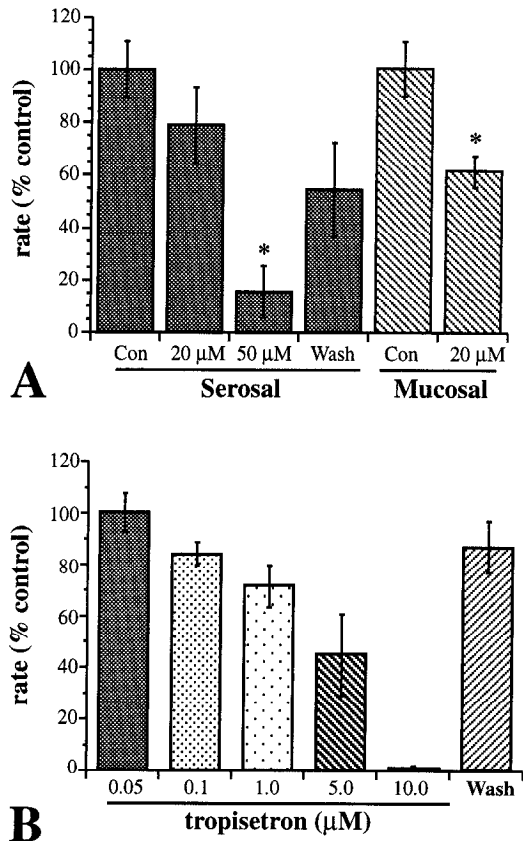 120
100
80
60
40
20
0
rate (% control)
*
*
Con 20 μM 50 μM Wash Con 20 μM
Serosal Mucosal
A
120
100
80
60
40
20
0
rate (% control)
0.05 0.1 1.0 5.0 10.0 Wash
tropisetron (μM)
B